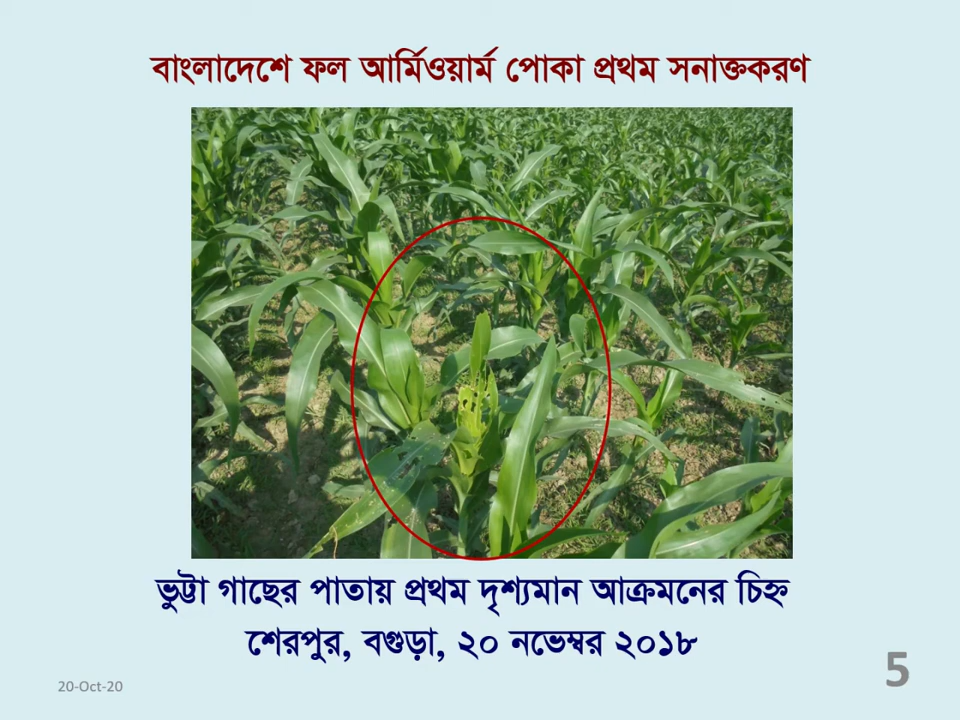 বাংলাদেশে ফল আর্মিওয়ার্ম পোকা প্রথম সনাক্তকরণ
ভুট্টা গাছের পাতায় প্রথম দৃশ্যমান আক্রমনের চিহ্ন
শেরপুর, বগুড়া, ২০ নভেম্বর ২০১৮
20-Oct-20
5